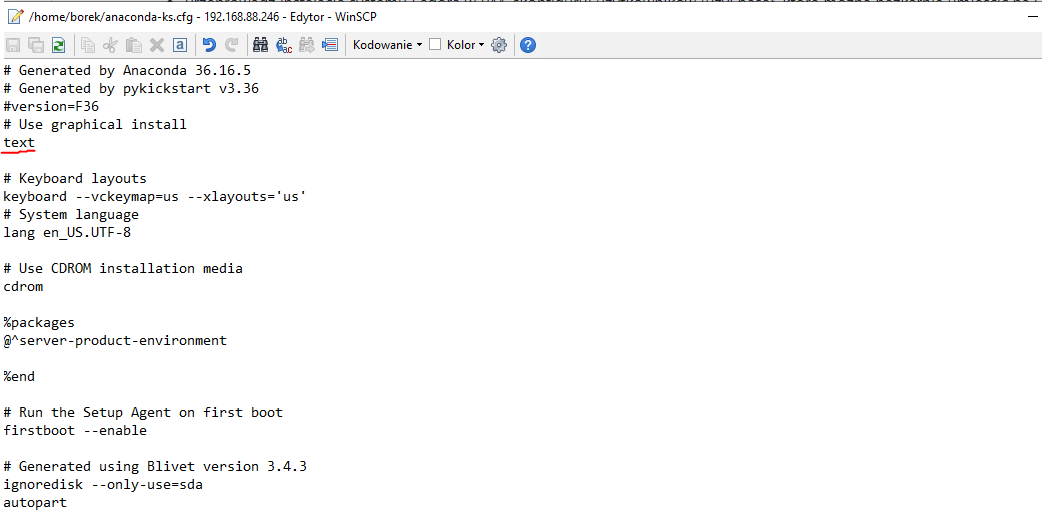 /home/borek/anaconda-ks.cfg - 192.168.88.246 - Edytor - WinSCP
Kodowanie Kolor
# Generated by Anaconda 36.16.5
# Generated by pykickstart v3.36
#version=F36
# Use graphical install
text
# Keyboard layouts
keyboard --vckeymap=us --xlayouts='us'
# System language
lang en_US.UTF-8
# Use CDROM installation media
cdrom
%packages
@^server-product-environment
%end
# Run the Setup Agent on first boot
firstboot --enable
# Generated using Blivet version 3.4.3
ignoredisk --only-use=sda
autopart